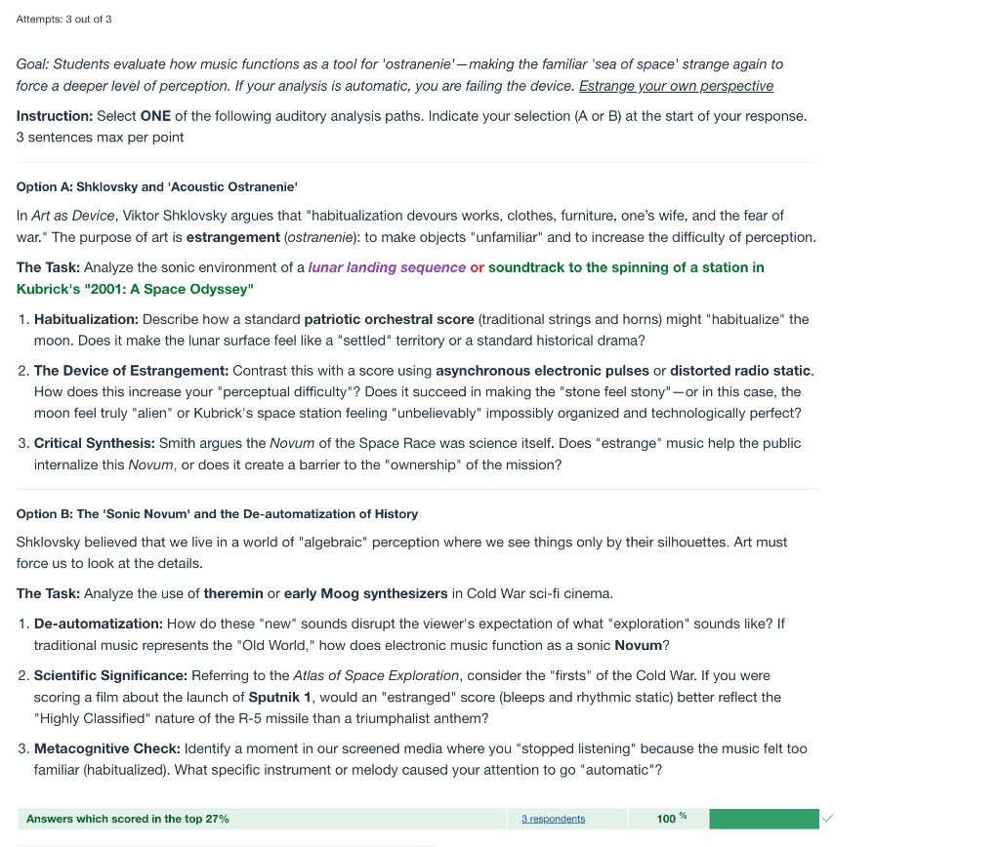 Attempts: 3 out of 3
Goal: Students evaluate how music functions as a tool for 'ostranenie'—making the familiar 'sea of space' strange again to
force a deeper level of perception. If your analysis is automatic, you are failing the device. Estrange your own perspective
Instruction: Select ONE of the following auditory analysis paths. Indicate your selection (A or B) at the start of your response.
3 sentences max per point
Option A: Shklovsky and 'Acoustic Ostranenie'
In Art as Device, Viktor Shklovsky argues that "habitualization devours works, clothes, furniture, one's wife, and the fear of
war." The purpose of art is estrangement (ostranenie): to make objects "unfamiliar" and to increase the difficulty of perception.
The Task: Analyze the sonic environment of a lunar landing sequence or soundtrack to the spinning of a station in
Kubrick's "2001: A Space Odyssey"
1. Habitualization: Describe how a standard patriotic orchestral score (traditional strings and horns) might "habitualize" the
moon. Does it make the lunar surface feel like a "settled" territory or a standard historical drama?
2. The Device of Estrangement: Contrast this with a score using asynchronous electronic pulses or distorted radio static.
How does this increase your "perceptual difficulty"? Does it succeed in making the "stone feel stony"—or in this case, the
moon feel truly "alien" or Kubrick's space station feeling "unbelievably" impossibly organized and technologically perfect?
3. Critical Synthesis: Smith argues the Novum of the Space Race was science itself. Does "estrange" music help the public
internalize this Novum, or does it create a barrier to the "ownership" of the mission?
Option B: The 'Sonic Novum' and the De-automatization of History
Shklovsky believed that we live in a world of "algebraic" perception where we see things only by their silhouettes. Art must
force us to look at the details.
The Task: Analyze the use of theremin or early Moog synthesizers in Cold War sci-fi cinema.
1. De-automatization: How do these "new" sounds disrupt the viewer's expectation of what "exploration" sounds like? If
traditional music represents the "Old World," how does electronic music function as a sonic Novum?
2. Scientific Significance: Referring to the Atlas of Space Exploration, consider the "firsts" of the Cold War. If you were
scoring a film about the launch of Sputnik 1, would an "estranged" score (bleeps and rhythmic static) better reflect the
"Highly Classified" nature of the R-5 missile than a triumphalist anthem?
3. Metacognitive Check: Identify a moment in our screened media where you "stopped listening" because the music felt too
familiar (habitualized). What specific instrument or melody caused your attention to go "automatic"?
Answers which scored in the top 27% 3 respondents 100 %